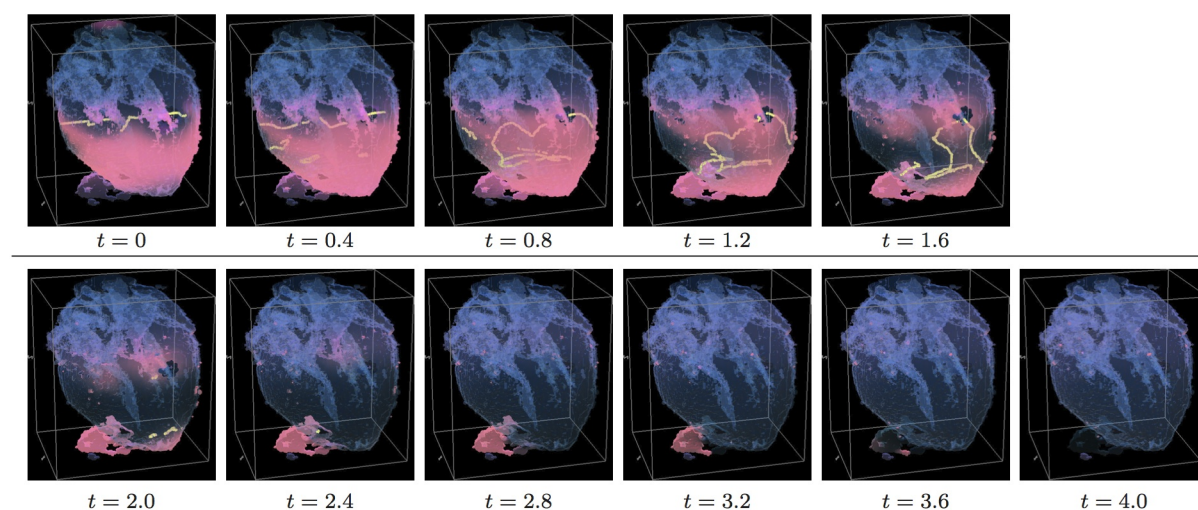 t = 0 t = 0.4 t = 0.8 t = 1.2 t = 1.6
t = 2.0 t = 2.4 t = 2.8 t = 3.2 t = 3.6 t = 4.0